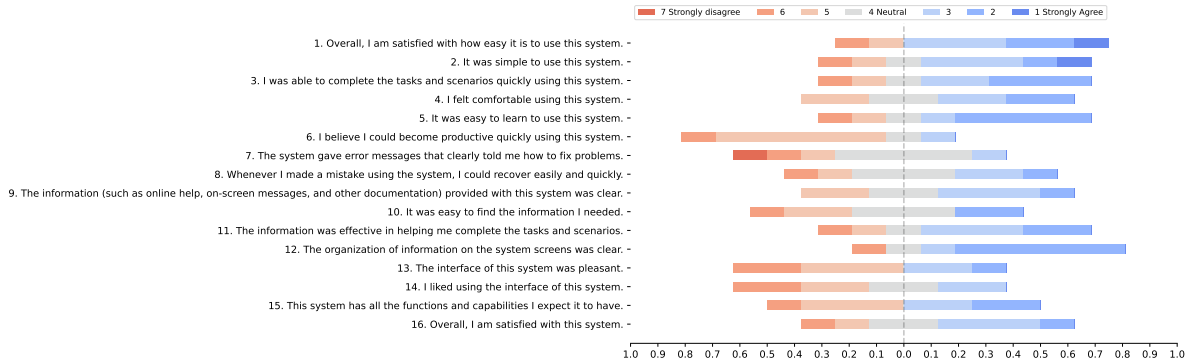 7 Strongly disagree 6 5 4 Neutral 3 2 1 Strongly Agree
1. Overall, I am satisfied with how easy it is to use this system.
2. It was simple to use this system.
3. I was able to complete the tasks and scenarios quickly using this system.
4. I felt comfortable using this system.
5. It was easy to learn to use this system.
6. I believe I could become productive quickly using this system.
7. The system gave error messages that clearly told me how to fix problems.
8. Whenever I made a mistake using the system, I could recover easily and quickly.
9. The information (such as online help, on-screen messages, and other documentation) provided with this system was clear.
10. It was easy to find the information I needed.
11. The information was effective in helping me complete the tasks and scenarios.
12. The organization of information on the system screens was clear.
13. The interface of this system was pleasant.
14. I liked using the interface of this system.
15. This system has all the functions and capabilities I expect it to have.
16. Overall, I am satisfied with this system.
1.0 0.9 0.8 0.7 0.6 0.5 0.4 0.3 0.2 0.1 0.0 0.1 0.2 0.3 0.4 0.5 0.6 0.7 0.8 0.9 1.0